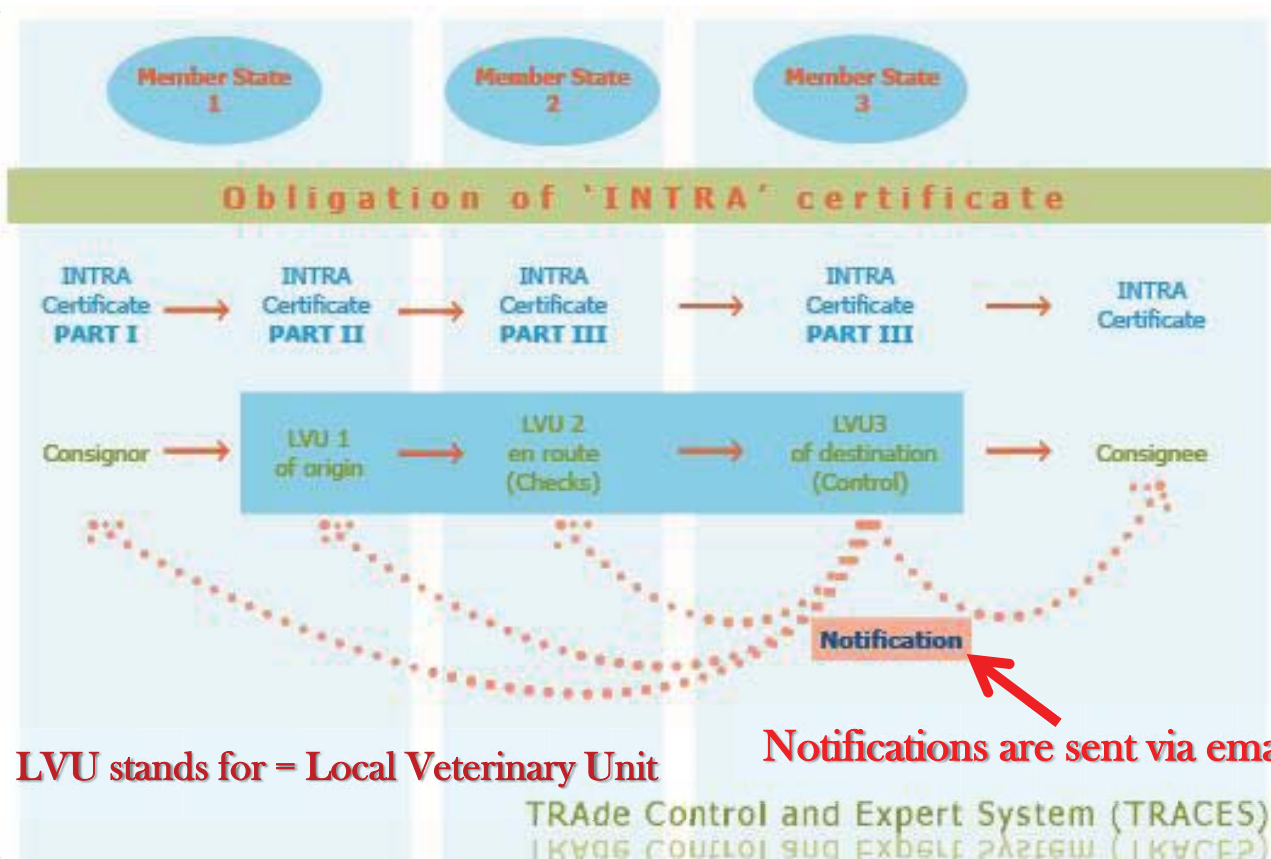 Member State
1
Member State
2
Member State
3
Obligation of 'INTRA' certificate
INTRA
Certificate
PART I
INTRA
Certificate
PART II
INTRA
Certificate
PART III
INTRA
Certificate
PART III
INTRA
Certificate
Consignor
LVU 1
of origin
LVU 2
en route
(Checks)
LVU3
of destination
(Control)
Consignee
Notification
Notifications are sent via ema
LVU stands for = Local Veterinary Unit
TRAde Control and Expert System (TRACES)